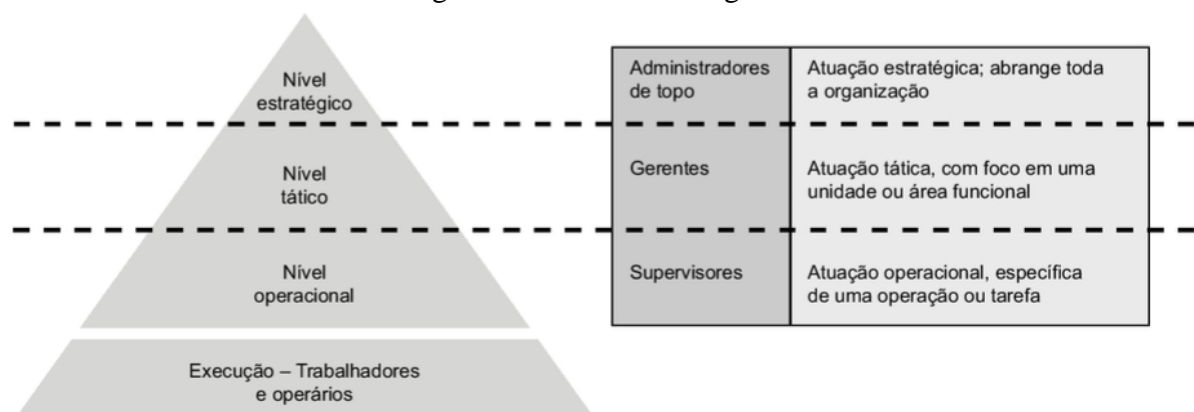 Nível
estratégico
Administradores
de topo
Atuação estratégica; abrange toda
a organização
Nível
tático
Gerentes
Atuação tática, com foco em uma
unidade ou área funcional
Nível
operacional
Supervisores
Atuação operacional, específica
de uma operação ou tarefa
Execução – Trabalhadores
e operários